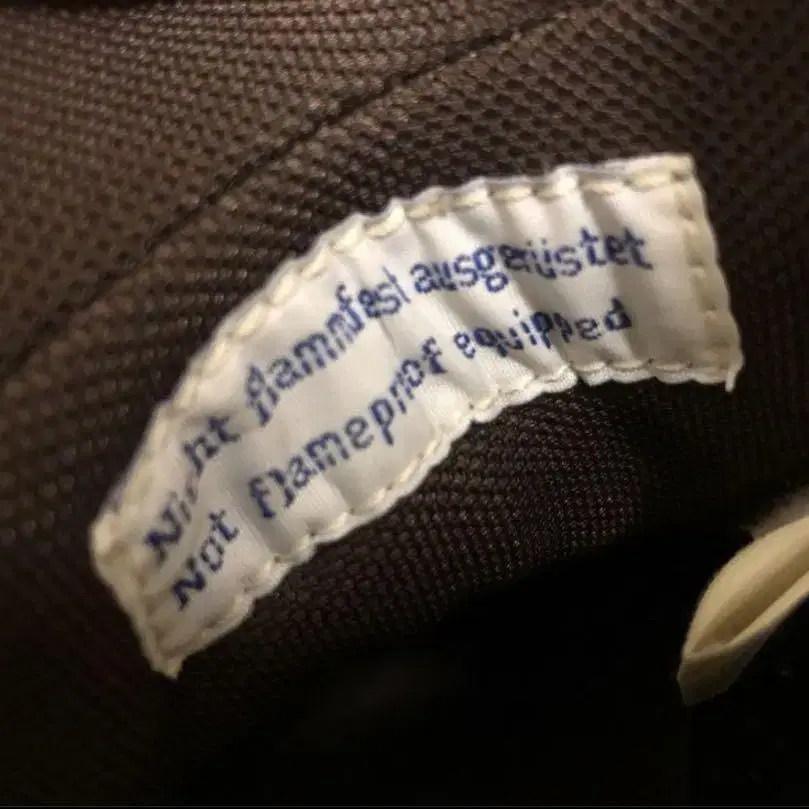 Nicht flammfest ausgerüstet
Not flameproof equipped